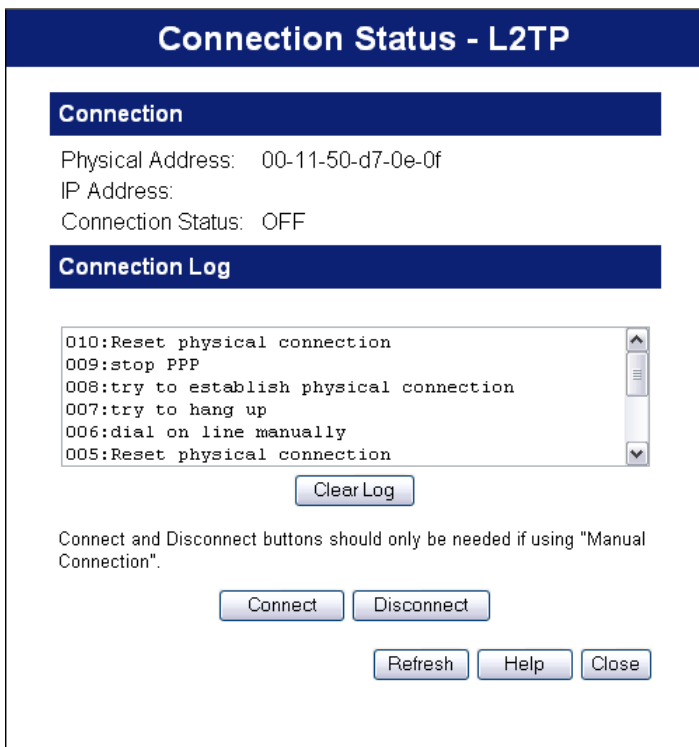 Connection Status - L2TP
Connection
Physical Address: 00-11-50-d7-0e-0f
IP Address:
Connection Status: OFF
Connection Log
010:Reset physical connection
009:stop PPP
008:try to establish physical connection
007:try to hang up
006:dial on line manually
005:Reset physical connection
Clear Log
Connect and Disconnect buttons should only be needed if using "Manual
Connection".
Connect Disconnect
Refresh Help Close